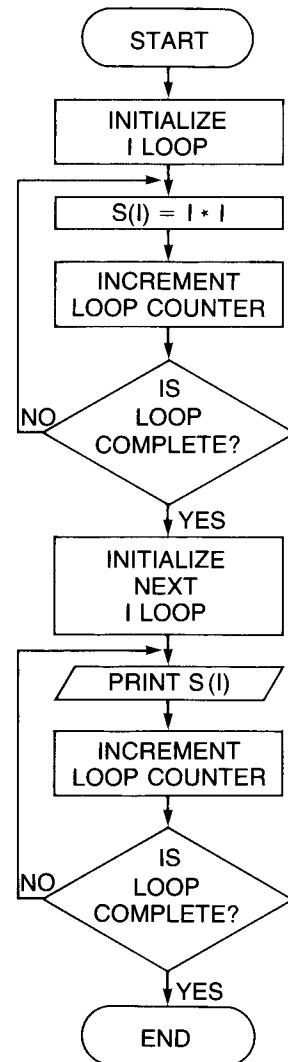 START
INITIALIZE
I LOOP
S(I) = I * I
INCREMENT
LOOP COUNTER
IS
LOOP
COMPLETE?
NO
YES
INITIALIZE
NEXT
I LOOP
PRINT S(I)
INCREMENT
LOOP COUNTER
IS
LOOP
COMPLETE?
NO
YES
END